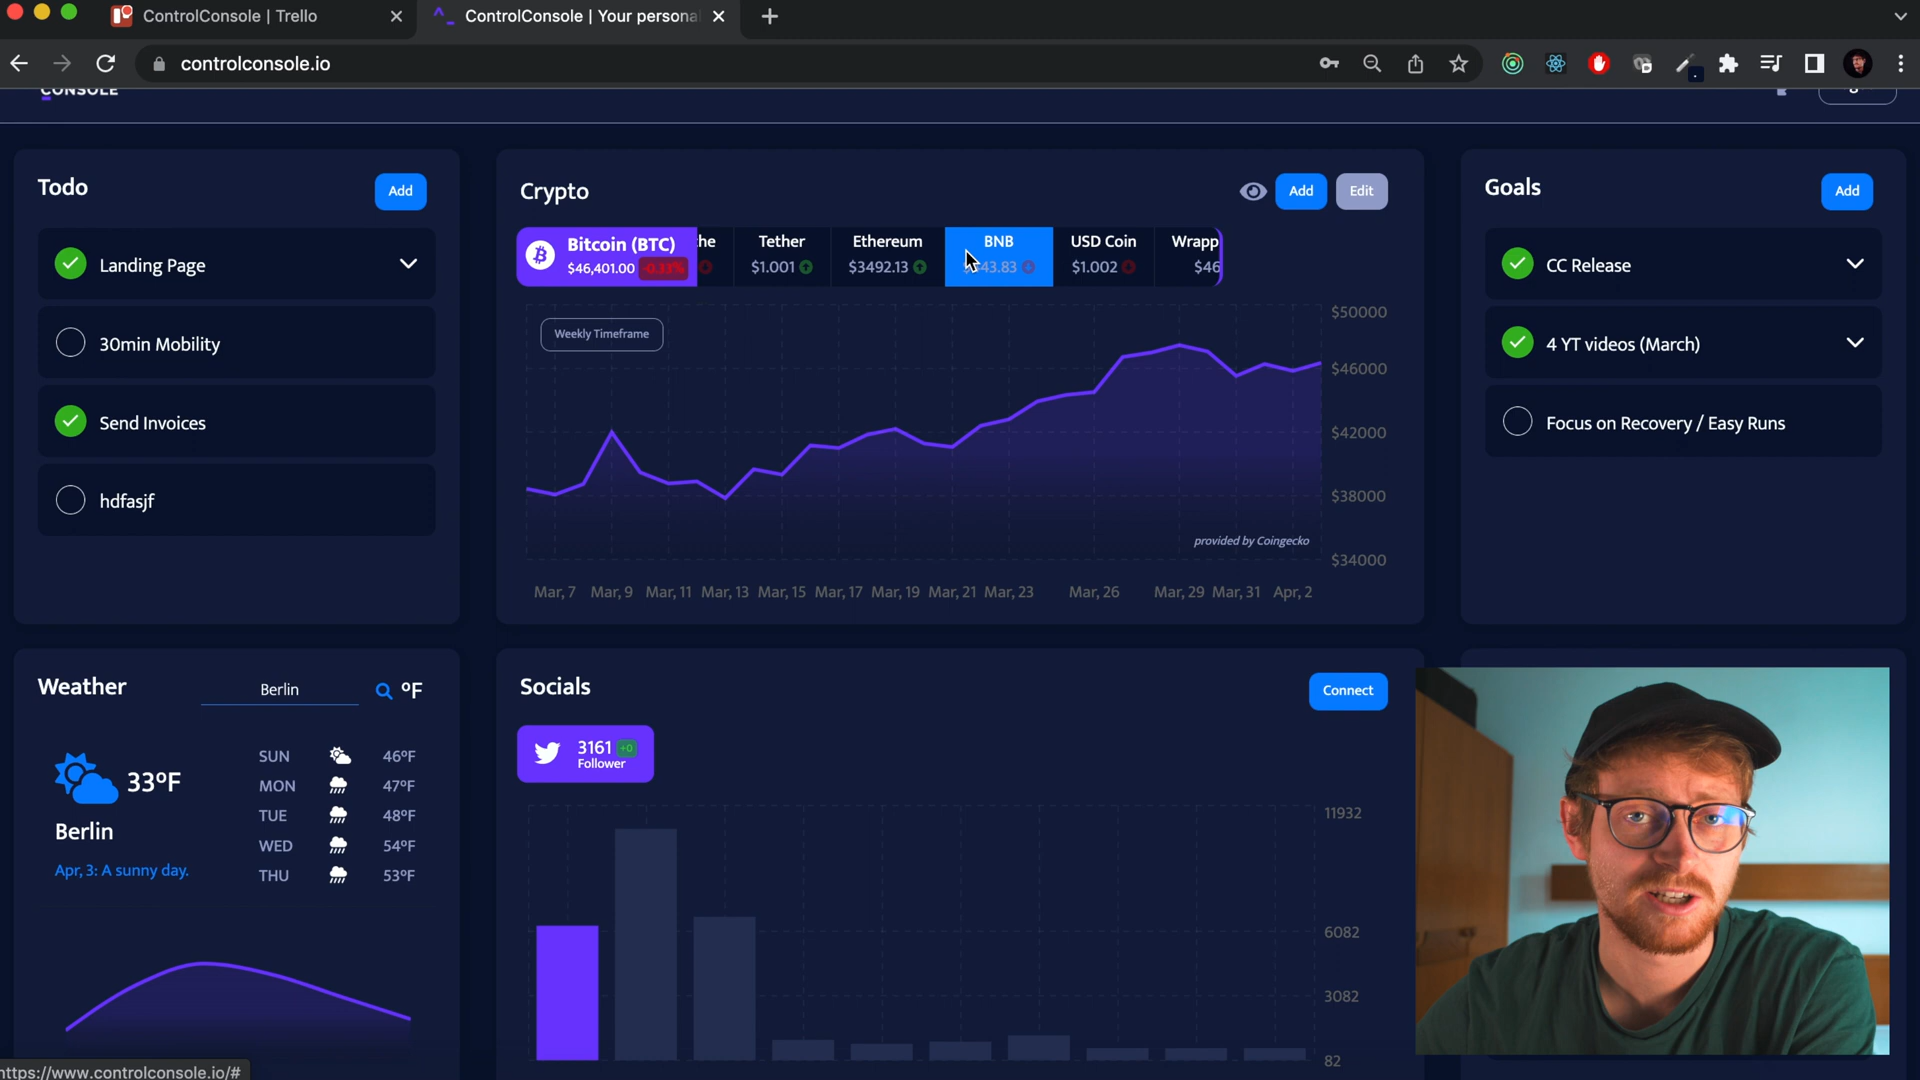 ControlConsole | Trello
ControlConsole | Your persona
controlconsole.io
CONSOLE
Todo
Add
Landing Page
30min Mobility
Send Invoices
hdfasjf
Crypto
Add
Edit
Bitcoin (BTC)
$46,401.00 -0.33%
he
Tether
$1.001
Ethereum
$3492.13
BNB
43.83
USD Coin
$1.002
Wrapp
$46
Weekly Timeframe
$50000
$46000
$42000
$38000
$34000
provided by Coingecko
Mar, 7 Mar, 9 Mar, 11 Mar, 13 Mar, 15 Mar, 17 Mar, 19 Mar, 21 Mar, 23 Mar, 26 Mar, 29 Mar, 31 Apr, 2
Goals
Add
CC Release
4 YT videos (March)
Focus on Recovery / Easy Runs
Weather
Berlin
°F
33°F
Berlin
Apr, 3: A sunny day.
SUN 46°F
MON 47°F
TUE 48°F
WED 54°F
THU 53°F
Socials
Connect
3161 +0
Follower
11932
6082
3082
82
https://www.controlconsole.io/#